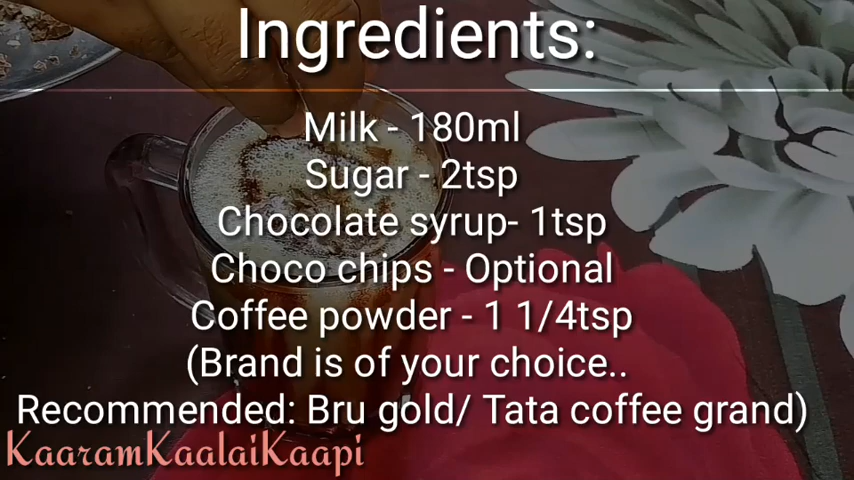 Ingredients:
Milk - 180ml
Sugar - 2tsp
Chocolate syrup- 1tsp
Choco chips - Optional
Coffee powder - 1 1/4tsp
(Brand is of your choice..
Recommended: Bru gold/ Tata coffee grand)
KaaramKaalaiKaapi